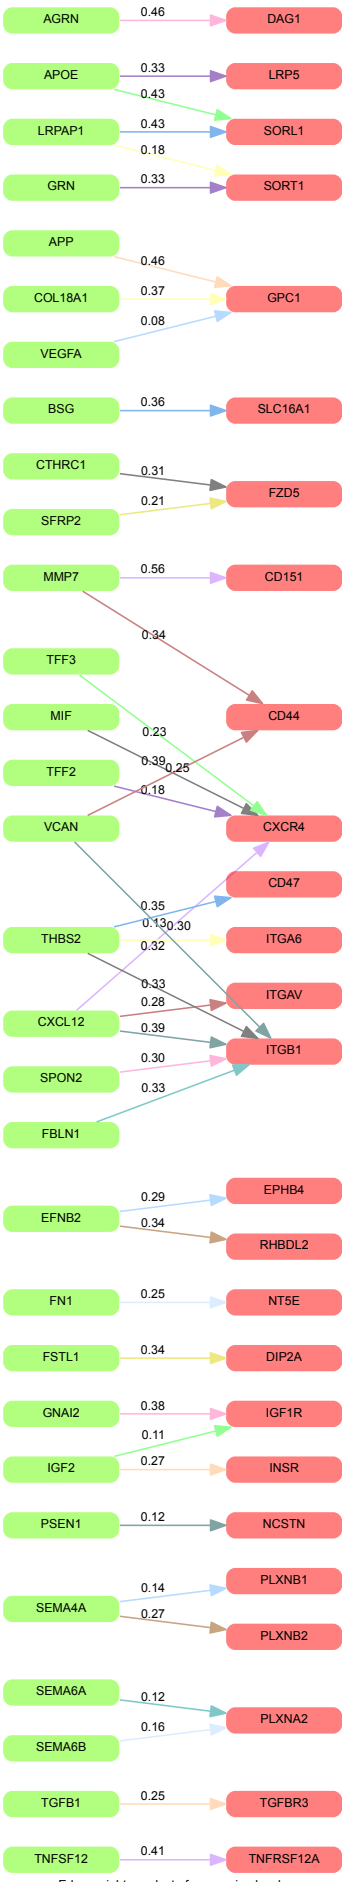 AGRN 0.46 DAG1
APOE 0.33 LRP5
0.43
LRPAP1 0.43 SORL1
0.18
GRN 0.33 SORT1
APP
0.46
COL18A1 0.37 GPC1
0.08
VEGFA
BSG 0.36 SLC16A1
CTHRC1
0.31
FZD5
0.21
SFRP2
MMP7 0.56 CD151
0.34
TFF3
MIF CD44
0.23
TFF2 0.39 0.25
0.18
VCAN CXCR4
CD47
0.35
0.13 0.30
THBS2 ITGA6
0.32
0.33
ITGAV
0.28
CXCL12
0.39
ITGB1
0.30
SPON2
0.33
FBLN1
EPHB4
0.29
EFNB2
0.34
RHBDL2
FN1 0.25 NT5E
FSTL1 0.34 DIP2A
GNAI2 0.38 IGF1R
0.11
IGF2 0.27 INSR
PSEN1 0.12 NCSTN
PLXNB1
0.14
SEMA4A
0.27
PLXNB2
SEMA6A
0.12
PLXNA2
0.16
SEMA6B
TGFB1 0.25 TGFBR3
TNFSF12 0.41 TNFRSF12A